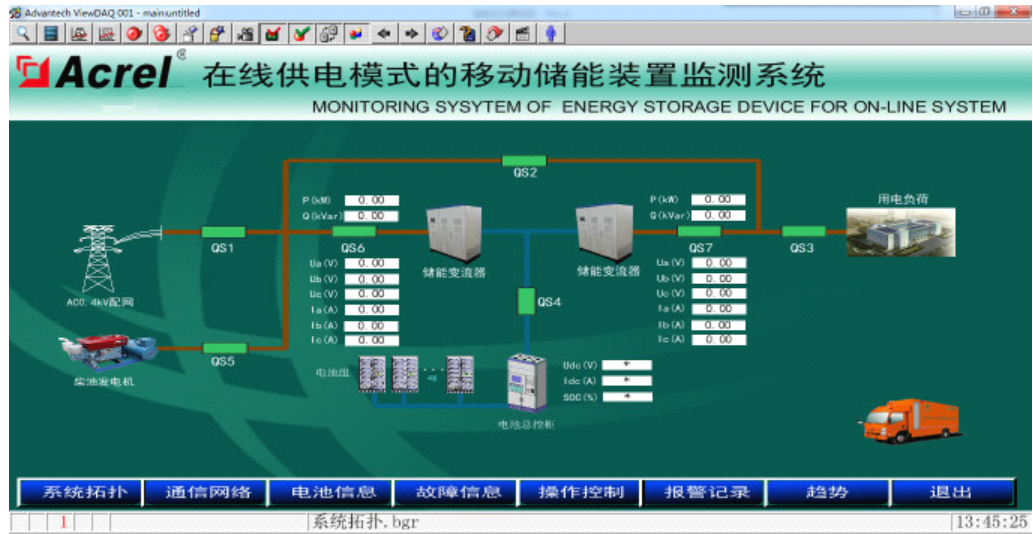 Advantech ViewDAQ 001 - main:untitled
Acrel® 在线供电模式的移动储能装置监测系统
MONITORING SYSYTEM OF ENERGY STORAGE DEVICE FOR ON-LINE SYSTEM
QS2
P(kW) 0.00
Q(kVar) 0.00
P(kW) 0.00
Q(kVar) 0.00
用电负荷
QS1
QS6
QS7
QS3
储能变流器
储能变流器
Ua(V) 0.00
Ub(V) 0.00
Uc(V) 0.00
Ia(A) 0.00
Ib(A) 0.00
Ic(A) 0.00
Ua(V) 0.00
Ub(V) 0.00
Uc(V) 0.00
Ia(A) 0.00
Ib(A) 0.00
Ic(A) 0.00
QS4
AC0.4kV配网
QS5
柴油发电机
电池组
Udc(V) *
Idc(A) *
SOC(%) *
电池总控柜
系统拓扑 通信网络 电池信息 故障信息 操作控制 报警记录 趋势 退出
1 系统拓扑.bgr 13:45:25